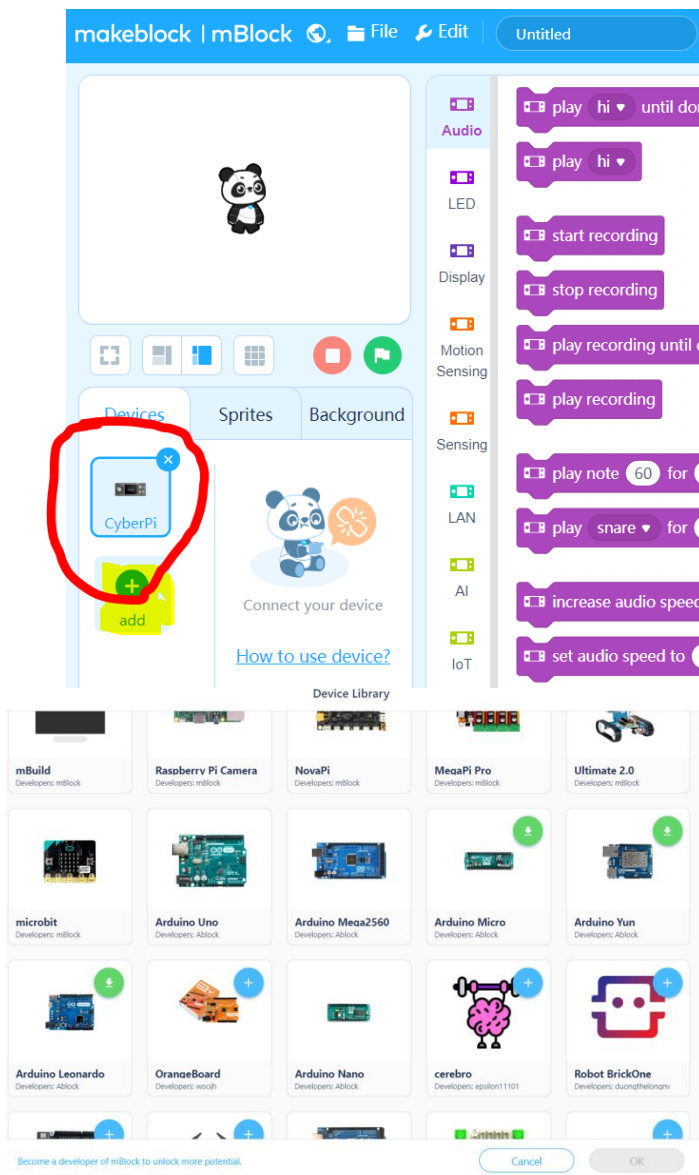 makeblock | mBlock File Edit Untitled
Audio
LED
Display
Motion
Sensing
Sensing
LAN
AI
IoT
play hi until do
play hi
start recording
stop recording
play recording until
play recording
play note 60 for
play snare for
increase audio speed
set audio speed to
Devices Sprites Background
CyberPi
add
Connect your device
How to use device?
Device Library
mBuild Raspberry Pi Camera NovaPi MegaPi Pro Ultimate 2.0
Developers: mBlock Developers: mBlock Developers: mBlock Developers: mBlock Developers: mBlock
microbit Arduino Uno Arduino Mega2560 Arduino Micro Arduino Yun
Developers: mBlock Developers: Ablock Developers: Ablock Developers: Ablock Developers: Ablock
Arduino Leonardo OrangeBoard Arduino Nano cerebro Robot BrickOne
Developers: Ablock Developers: woojh Developers: Ablock Developers: epsilon11101 Developers: duongthelongnv
Become a developer of mBlock to unlock more potential. Cancel OK